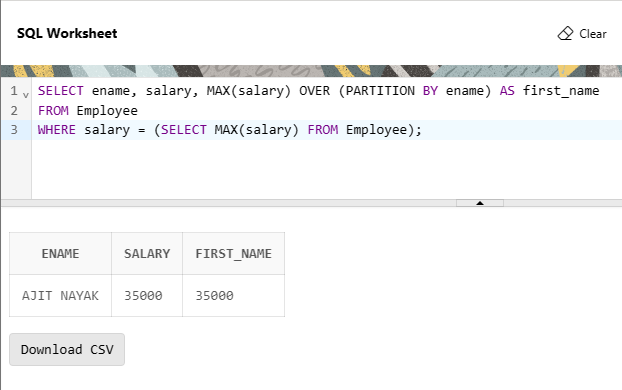 SQL Worksheet
Clear
1 SELECT ename, salary, MAX(salary) OVER (PARTITION BY ename) AS first_name
2 FROM Employee
3 WHERE salary = (SELECT MAX(salary) FROM Employee);
ENAME SALARY FIRST_NAME
AJIT NAYAK 35000 35000
Download CSV